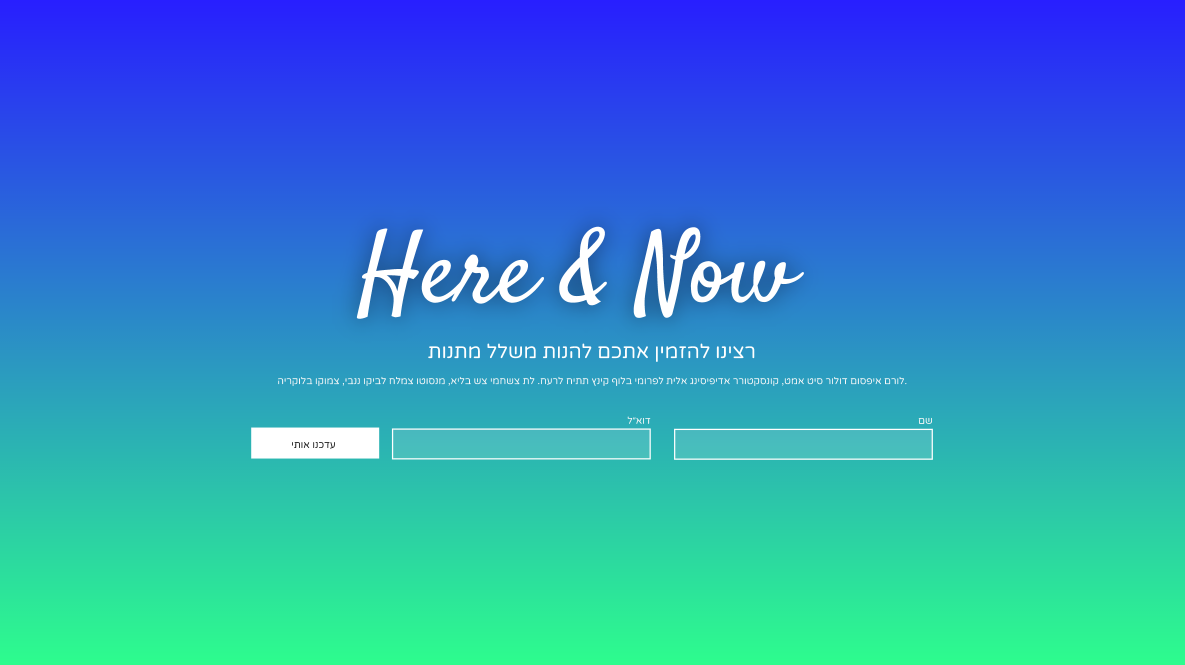 Here & Now
רצינו להזמין אתכם להנות משלל מתנות
לורם איפסום דולור סיט אמט, קונסקטורר אדיפיסינג אלית לפרומי בלוף קינץ תתיח לרעח. לת צשחמי צש בליא, מנסוטו צמלח לביקו ננבי, צמוקו בלוקריה.
שם
דוא״ל
עדכנו אותי